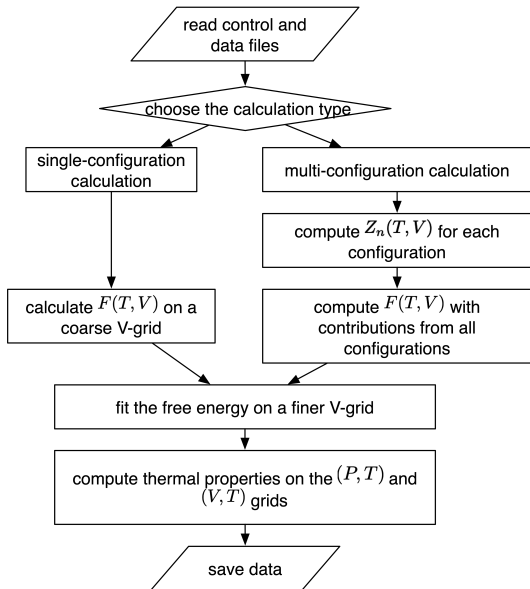 read control and
data files
choose the calculation type
single-configuration
calculation
multi-configuration calculation
compute Z_n(T, V) for each
configuration
calculate F(T, V) on a
coarse V-grid
compute F(T, V) with
contributions from all
configurations
fit the free energy on a finer V-grid
compute thermal properties on the (P, T) and
(V, T) grids
save data